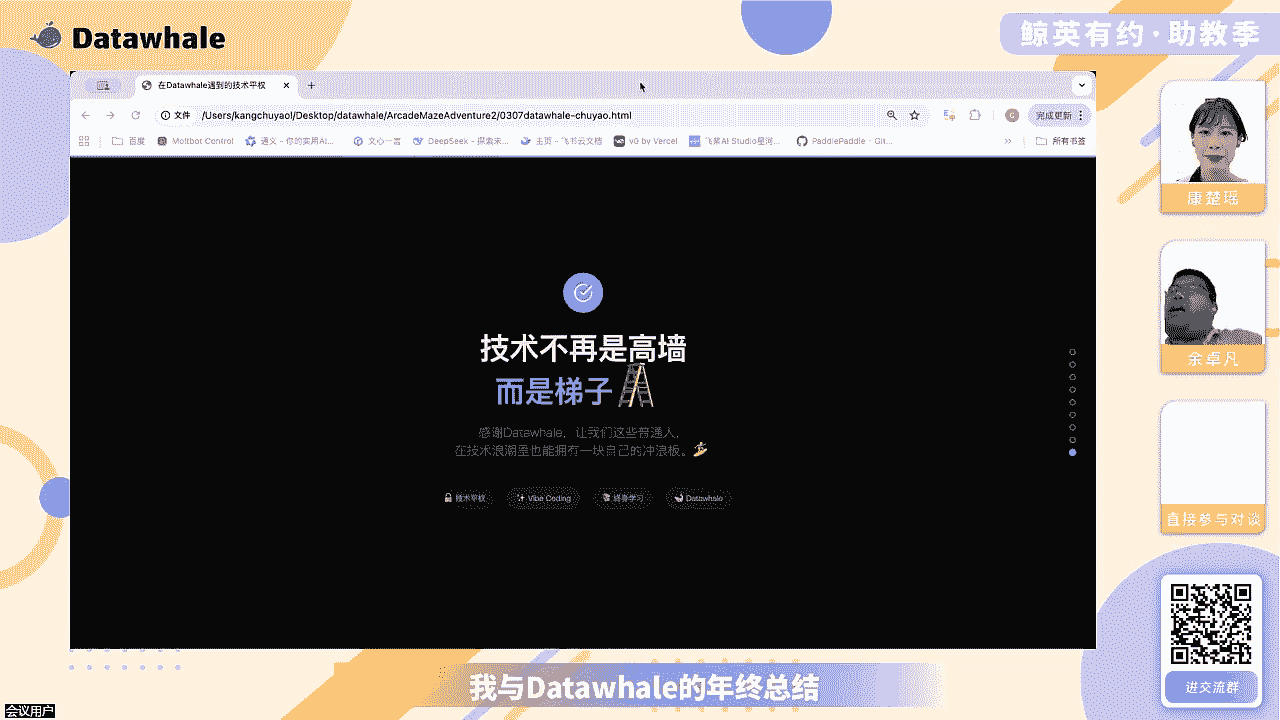 Datawhale
鲸英有约·助教季
在Datawhale遇到的技术平权
文件 /Users/kangchuyaol/Desktop/datawhale/ArcadeMazeAdventure2/0307datawhale-chuyao.html
G
完成更新
百度
Moltbot Control
通义 - 你的实用AI...
文心一言
DeepSeek - 探索未...
主页 - 飞书云文档
v0 by Vercel
飞桨AI Studio星河...
PaddlePaddle · Git...
所有书签
康楚瑶
技术不再是高墙
而是梯子
感谢Datawhale，让我们这些普通人，
在技术浪潮里也能拥有一块自己的冲浪板。
技术平权
Vibe Coding
终身学习
Datawhale
余卓凡
直接参与对谈
进交流群
我与Datawhale的年终总结
会议用户